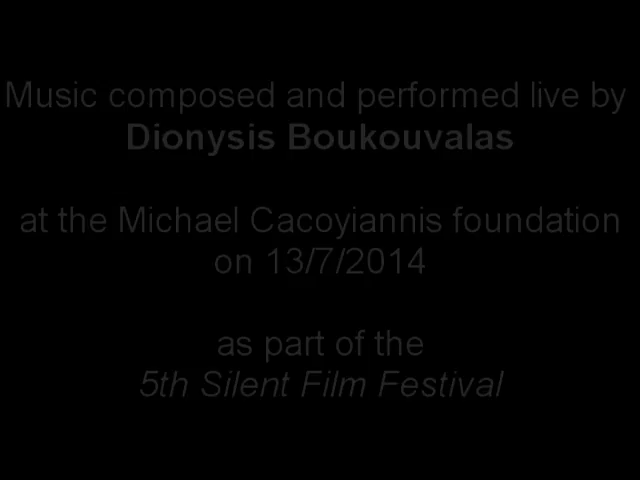 Music composed and performed live by
Dionysis Boukouvalas
at the Michael Cacoyiannis foundation
on 13/7/2014
as part of the
5th Silent Film Festival